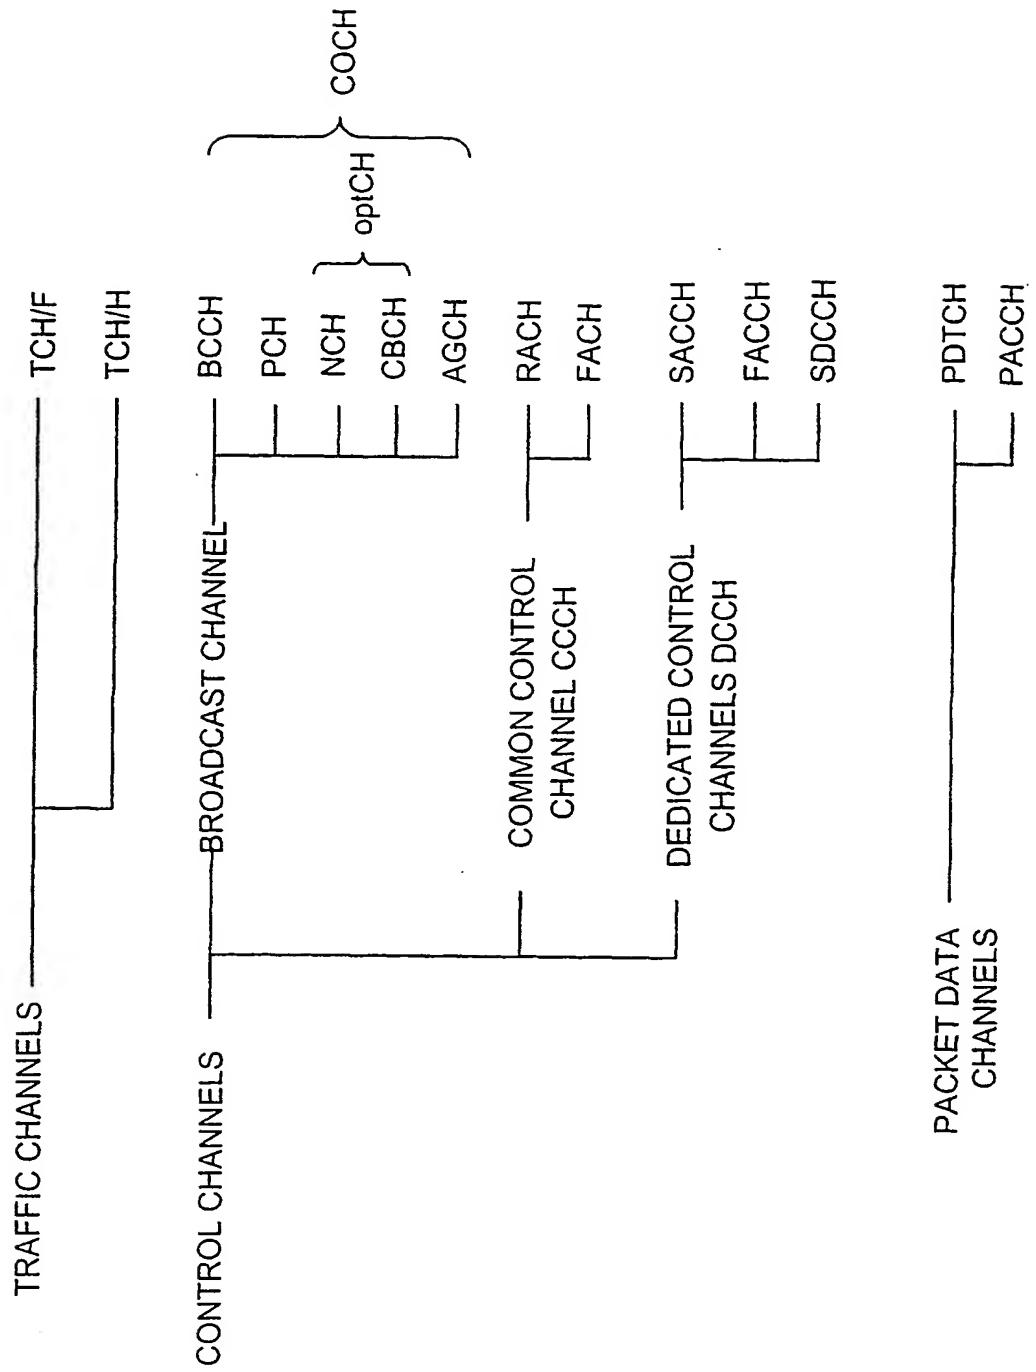 TRAFFIC CHANNELS
TCH/F
TCH/H
CONTROL CHANNELS
BROADCAST CHANNEL
BCCH
PCH
NCH
CBCH
optCH
AGCH
COCH
COMMON CONTROL
CHANNEL CCCH
RACH
FACH
DEDICATED CONTROL
CHANNELS DCCH
SACCH
FACCH
SDCCH
PACKET DATA
CHANNELS
PDTCH
PACCH